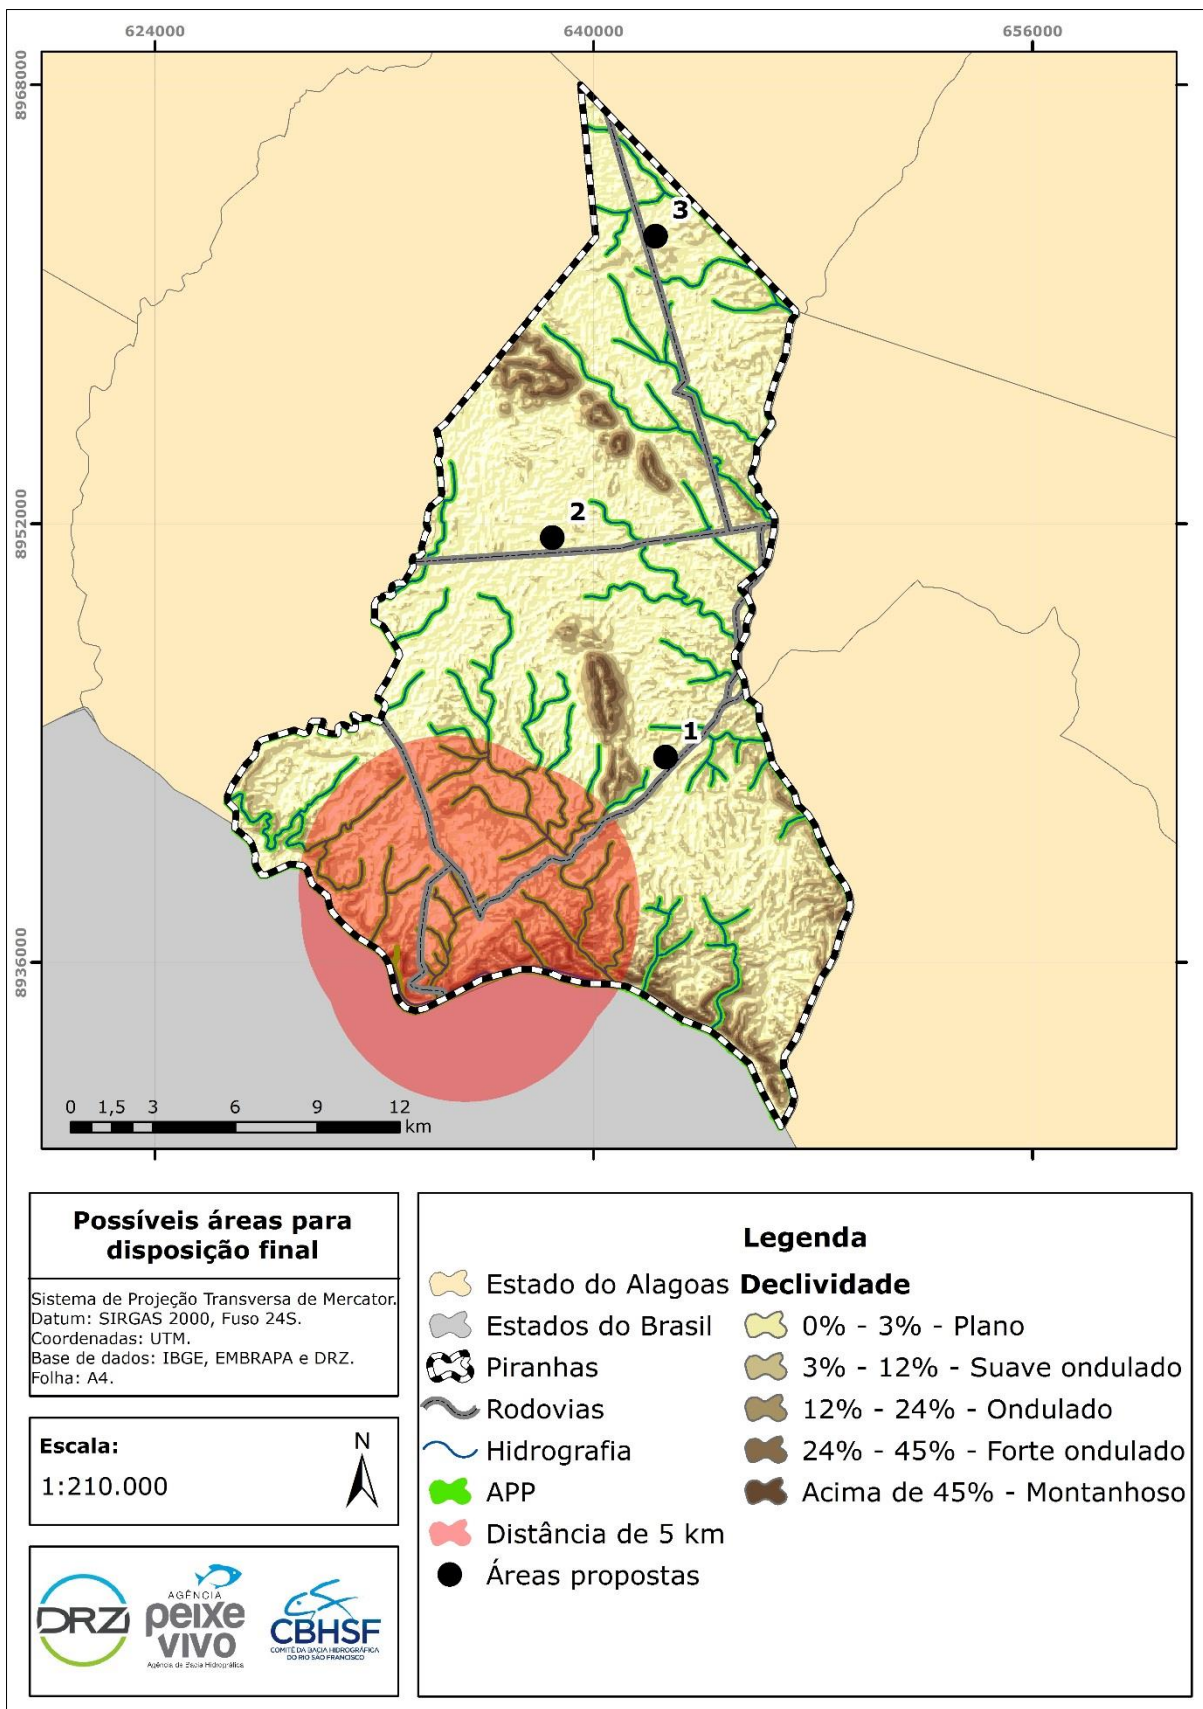 624000
640000
656000
8968000
8952000
8936000
3
2
1
0 1,5 3 6 9 12
km
Possíveis áreas para
disposição final
Sistema de Projeção Transversa de Mercator.
Datum: SIRGAS 2000, Fuso 24S.
Coordenadas: UTM.
Base de dados: IBGE, EMBRAPA e DRZ.
Folha: A4.
Escala:
1:210.000
N
DRZ
AGÊNCIA
peixe
vivo
Agência de Bacia Hidrográfica
CBHSF
COMITÊ DA BACIA HIDROGRÁFICA
DO RIO SÃO FRANCISCO
Legenda
Estado do Alagoas
Estados do Brasil
Piranhas
Rodovias
Hidrografia
APP
Distância de 5 km
Áreas propostas
Declividade
0% - 3% - Plano
3% - 12% - Suave ondulado
12% - 24% - Ondulado
24% - 45% - Forte ondulado
Acima de 45% - Montanhoso